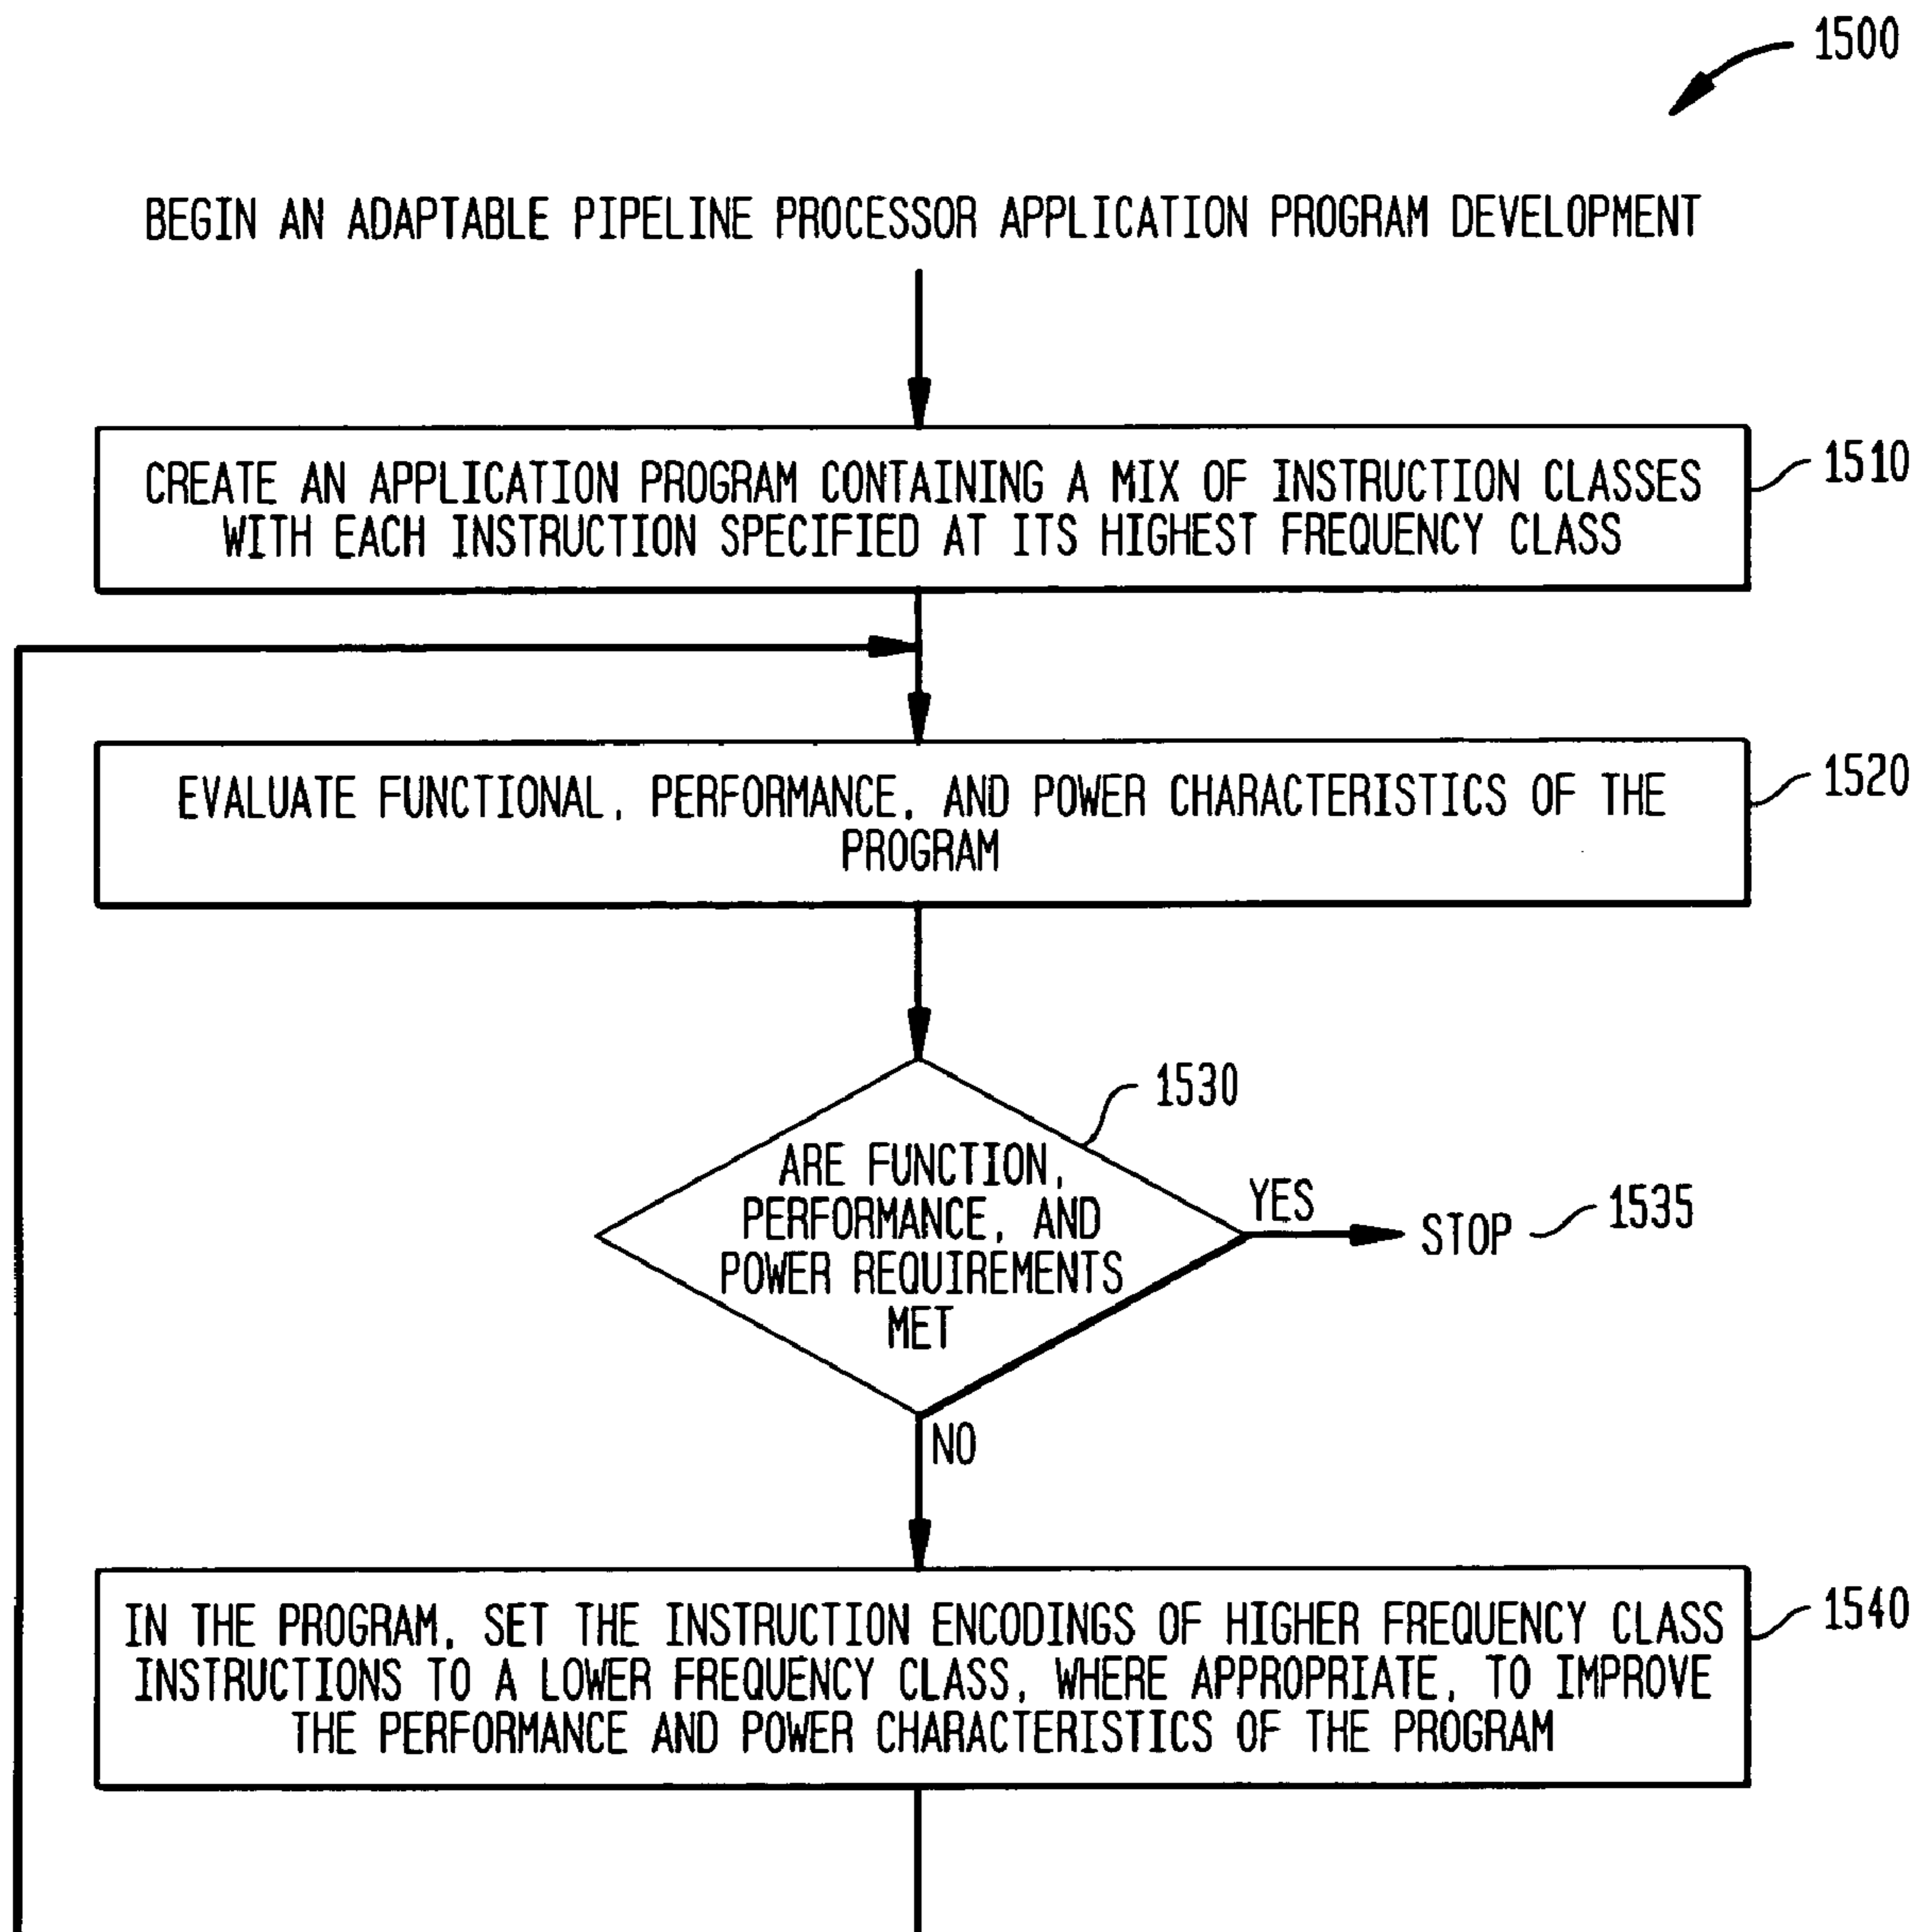 1500
BEGIN AN ADAPTABLE PIPELINE PROCESSOR APPLICATION PROGRAM DEVELOPMENT
CREATE AN APPLICATION PROGRAM CONTAINING A MIX OF INSTRUCTION CLASSES
WITH EACH INSTRUCTION SPECIFIED AT ITS HIGHEST FREQUENCY CLASS
1510
EVALUATE FUNCTIONAL, PERFORMANCE, AND POWER CHARACTERISTICS OF THE
PROGRAM
1520
1530
ARE FUNCTION,
PERFORMANCE, AND
POWER REQUIREMENTS
MET
YES
STOP
1535
NO
IN THE PROGRAM, SET THE INSTRUCTION ENCODINGS OF HIGHER FREQUENCY CLASS
INSTRUCTIONS TO A LOWER FREQUENCY CLASS, WHERE APPROPRIATE, TO IMPROVE
THE PERFORMANCE AND POWER CHARACTERISTICS OF THE PROGRAM
1540